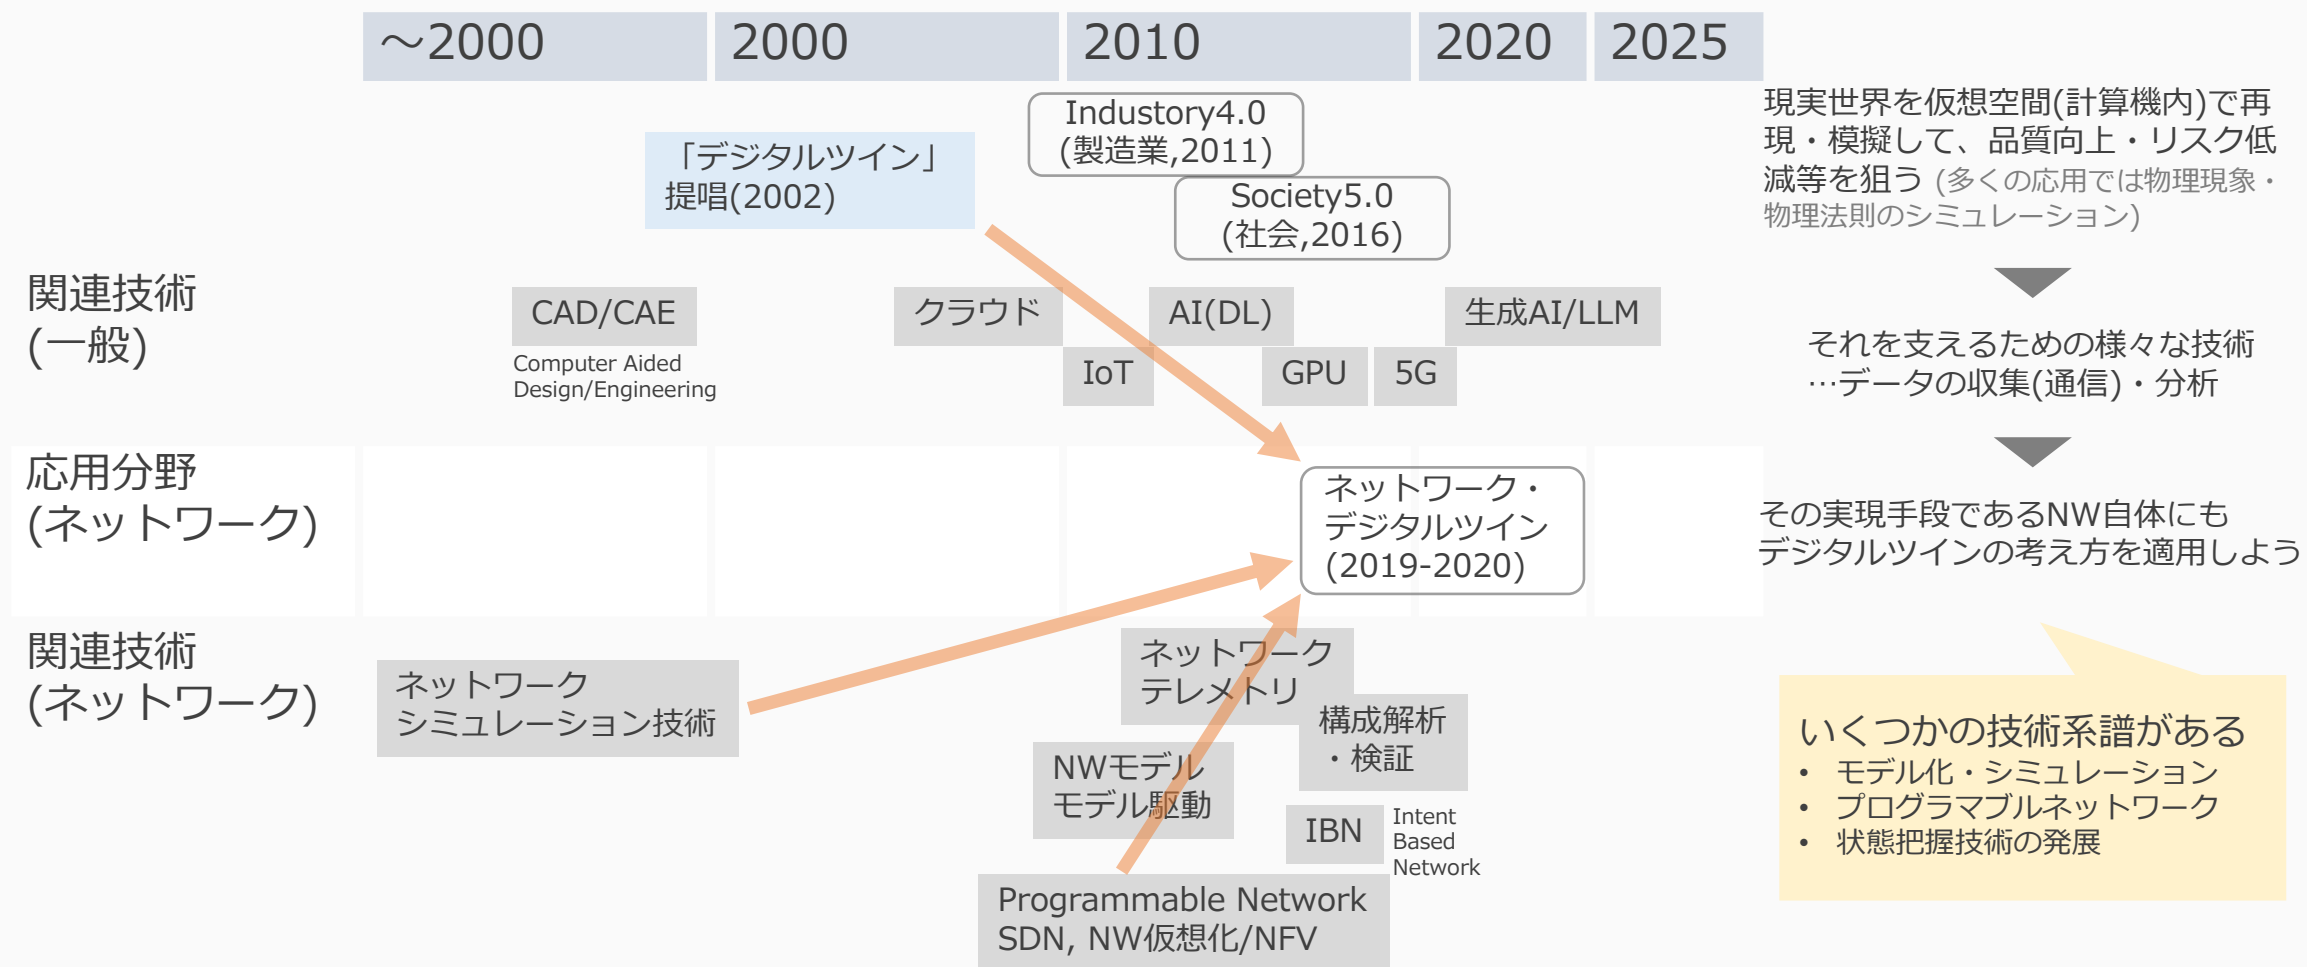 ～2000
2000
2010
2020
2025
Industory4.0
(製造業,2011)
「デジタルツイン」
提唱(2002)
Society5.0
(社会,2016)
現実世界を仮想空間(計算機内)で再
現・模擬して、品質向上・リスク低
減等を狙う (多くの応用では物理現象・
物理法則のシミュレーション)
関連技術
(一般)
CAD/CAE
Computer Aided
Design/Engineering
クラウド
IoT
AI(DL)
GPU
5G
生成AI/LLM
それを支えるための様々な技術
…データの収集(通信)・分析
応用分野
(ネットワーク)
ネットワーク・
デジタルツイン
(2019-2020)
その実現手段であるNW自体にも
デジタルツインの考え方を適用しよう
関連技術
(ネットワーク)
ネットワーク
シミュレーション技術
ネットワーク
テレメトリ
構成解析
・検証
NWモデル
モデル駆動
IBN
Intent
Based
Network
Programmable Network
SDN, NW仮想化/NFV
いくつかの技術系譜がある
• モデル化・シミュレーション
• プログラマブルネットワーク
• 状態把握技術の発展